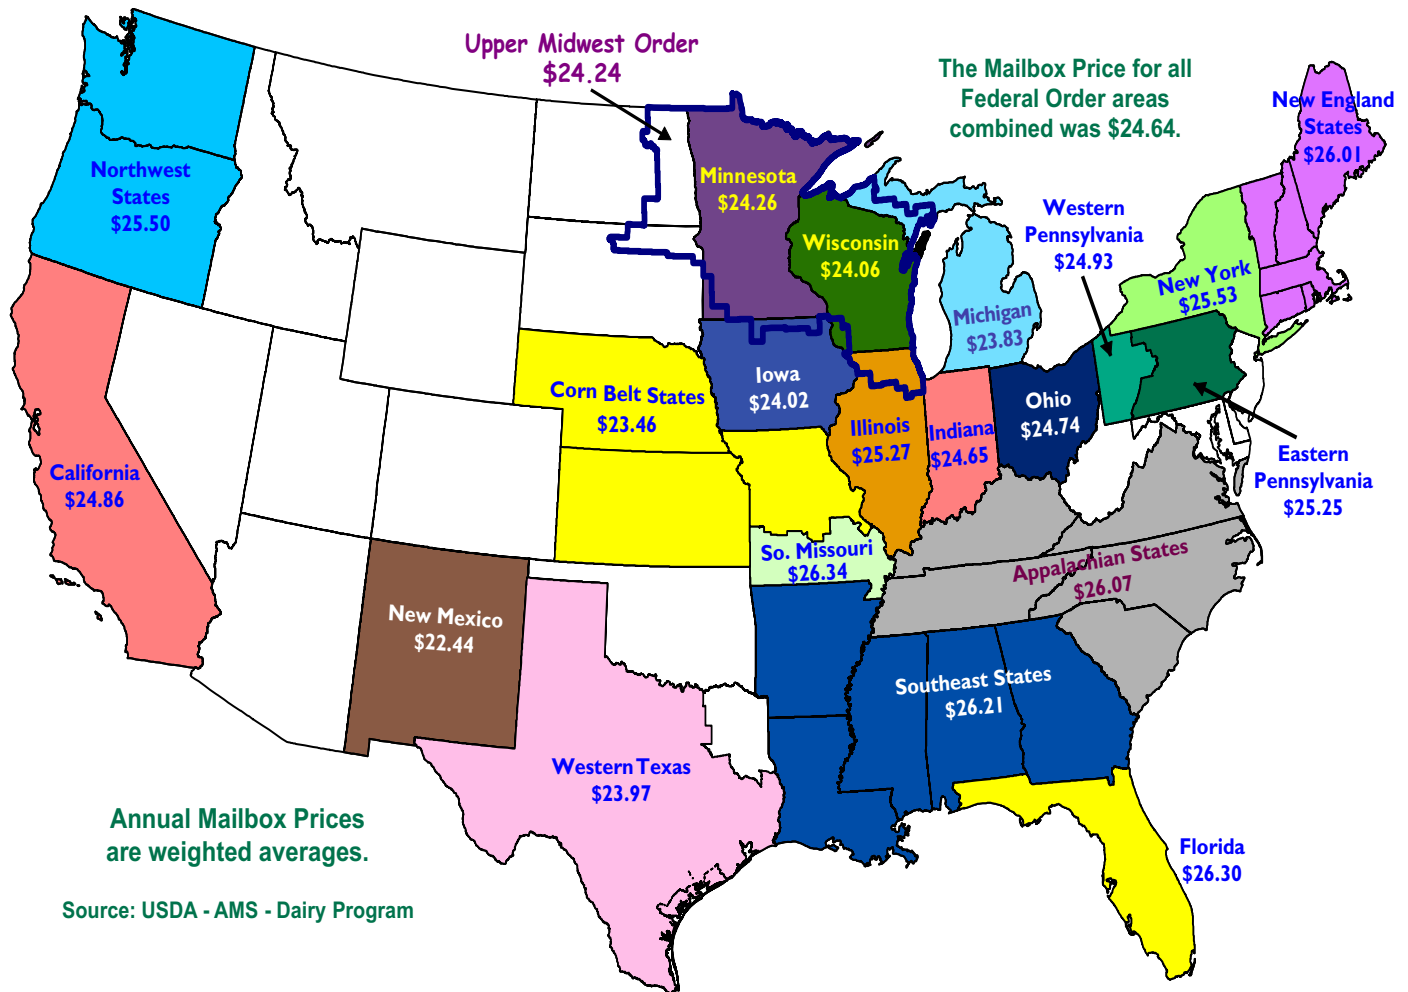 Upper Midwest Order
$24.24
The Mailbox Price for all
Federal Order areas
combined was $24.64.
New England
States
$26.01
Northwest
States
$25.50
Minnesota
$24.26
Wisconsin
$24.06
Western
Pennsylvania
$24.93
New York
$25.53
Michigan
$23.83
Corn Belt States
$23.46
Iowa
$24.02
Illinois
$25.27
Indiana
$24.65
Ohio
$24.74
Eastern
Pennsylvania
$25.25
California
$24.86
So. Missouri
$26.34
Appalachian States
$26.07
New Mexico
$22.44
Southeast States
$26.21
Western Texas
$23.97
Florida
$26.30
Annual Mailbox Prices
are weighted averages.
Source: USDA - AMS - Dairy Program